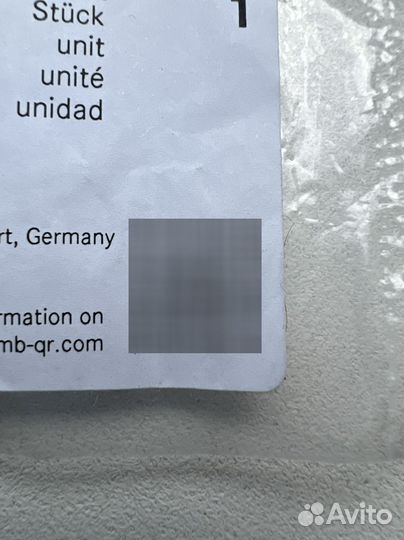 Stück 1
unit
unité
unidad
rt, Germany
rmation on
mb-qr.com
Avito